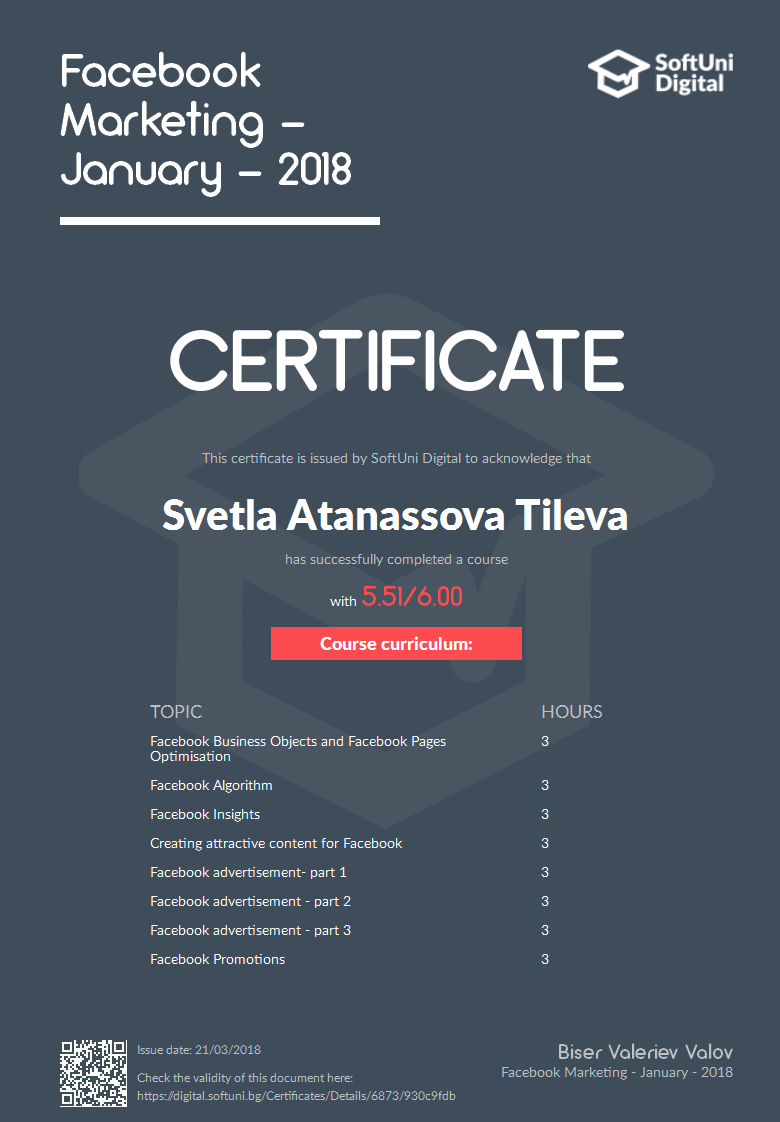 Facebook
Marketing –
January – 2018
SoftUni
Digital
CERTIFICATE
This certificate is issued by SoftUni Digital to acknowledge that
Svetla Atanassova Tileva
has successfully completed a course
with 5.51/6.00
Course curriculum:
TOPIC HOURS
Facebook Business Objects and Facebook Pages 3
Optimisation
Facebook Algorithm 3
Facebook Insights 3
Creating attractive content for Facebook 3
Facebook advertisement- part 1 3
Facebook advertisement - part 2 3
Facebook advertisement - part 3 3
Facebook Promotions 3
Issue date: 21/03/2018
Check the validity of this document here:
https://digital.softuni.bg/Certificates/Details/6873/930c9fdb
Biser Valeriev Valov
Facebook Marketing - January - 2018